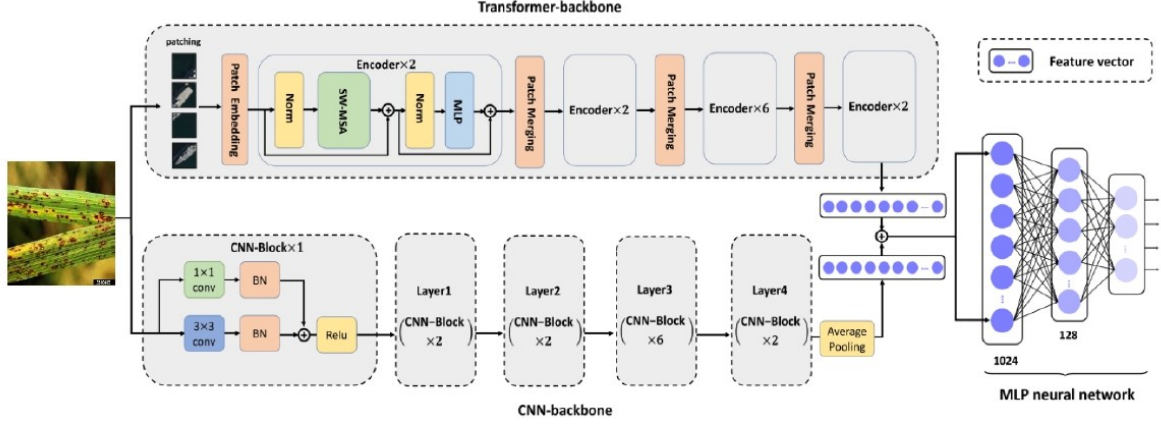 Transformer-backbone
patching
Patch Embedding
Encoder×2
Norm
SW-MSA
Norm
MLP
Patch Merging
Encoder×2
Patch Merging
Encoder×6
Patch Merging
Encoder×2
... Feature vector
...
...
CNN-Block×1
1×1
conv
BN
3×3
conv
BN
Relu
Layer1
(CNN-Block
×2)
Layer2
(CNN-Block
×2)
Layer3
(CNN-Block
×6)
Layer4
(CNN-Block
×2)
Average
Pooling
CNN-backbone
1024
128
MLP neural network